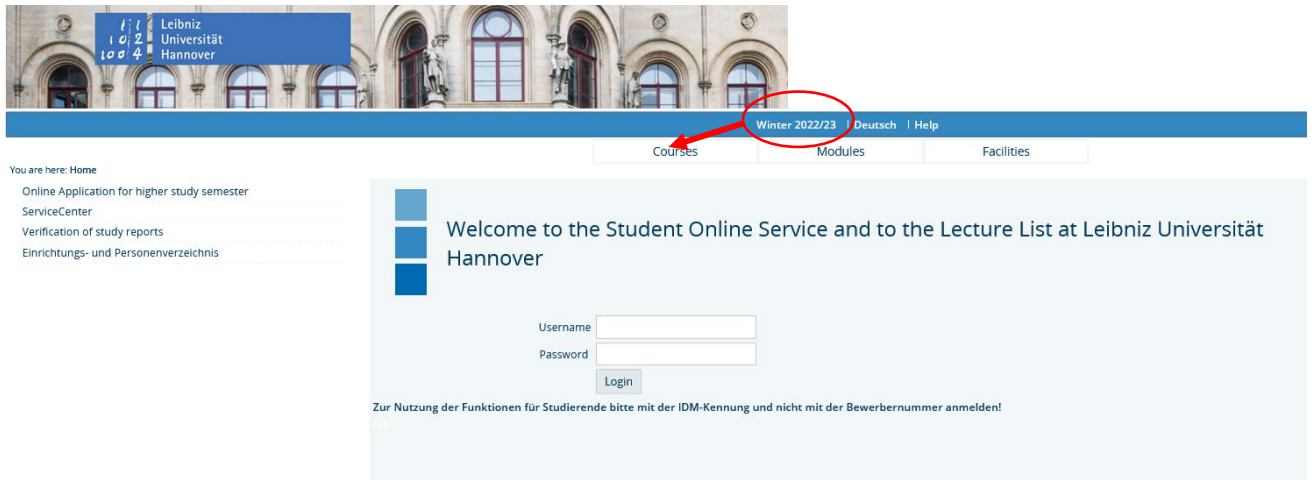 Leibniz
Universität
Hannover
Winter 2022/23 | Deutsch | Help
Courses Modules Facilities
You are here: Home
Online Application for higher study semester
ServiceCenter
Verification of study reports
Einrichtungs- und Personenverzeichnis
Welcome to the Student Online Service and to the Lecture List at Leibniz Universität
Hannover
Username
Password
Login
Zur Nutzung der Funktionen für Studierende bitte mit der IDM-Kennung und nicht mit der Bewerbernummer anmelden!